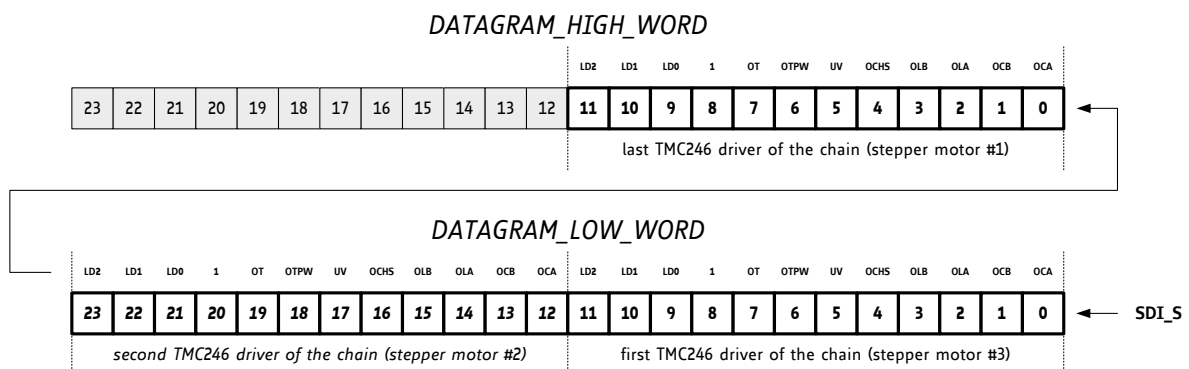 DATAGRAM_HIGH_WORD
LD2 LD1 LD0 1 OT OTPW UV OCHS OLB OLA OCB OCA
23 22 21 20 19 18 17 16 15 14 13 12 11 10 9 8 7 6 5 4 3 2 1 0
last TMC246 driver of the chain (stepper motor #1)
DATAGRAM_LOW_WORD
LD2 LD1 LD0 1 OT OTPW UV OCHS OLB OLA OCB OCA LD2 LD1 LD0 1 OT OTPW UV OCHS OLB OLA OCB OCA
23 22 21 20 19 18 17 16 15 14 13 12 11 10 9 8 7 6 5 4 3 2 1 0 SDI_S
second TMC246 driver of the chain (stepper motor #2) first TMC246 driver of the chain (stepper motor #3)